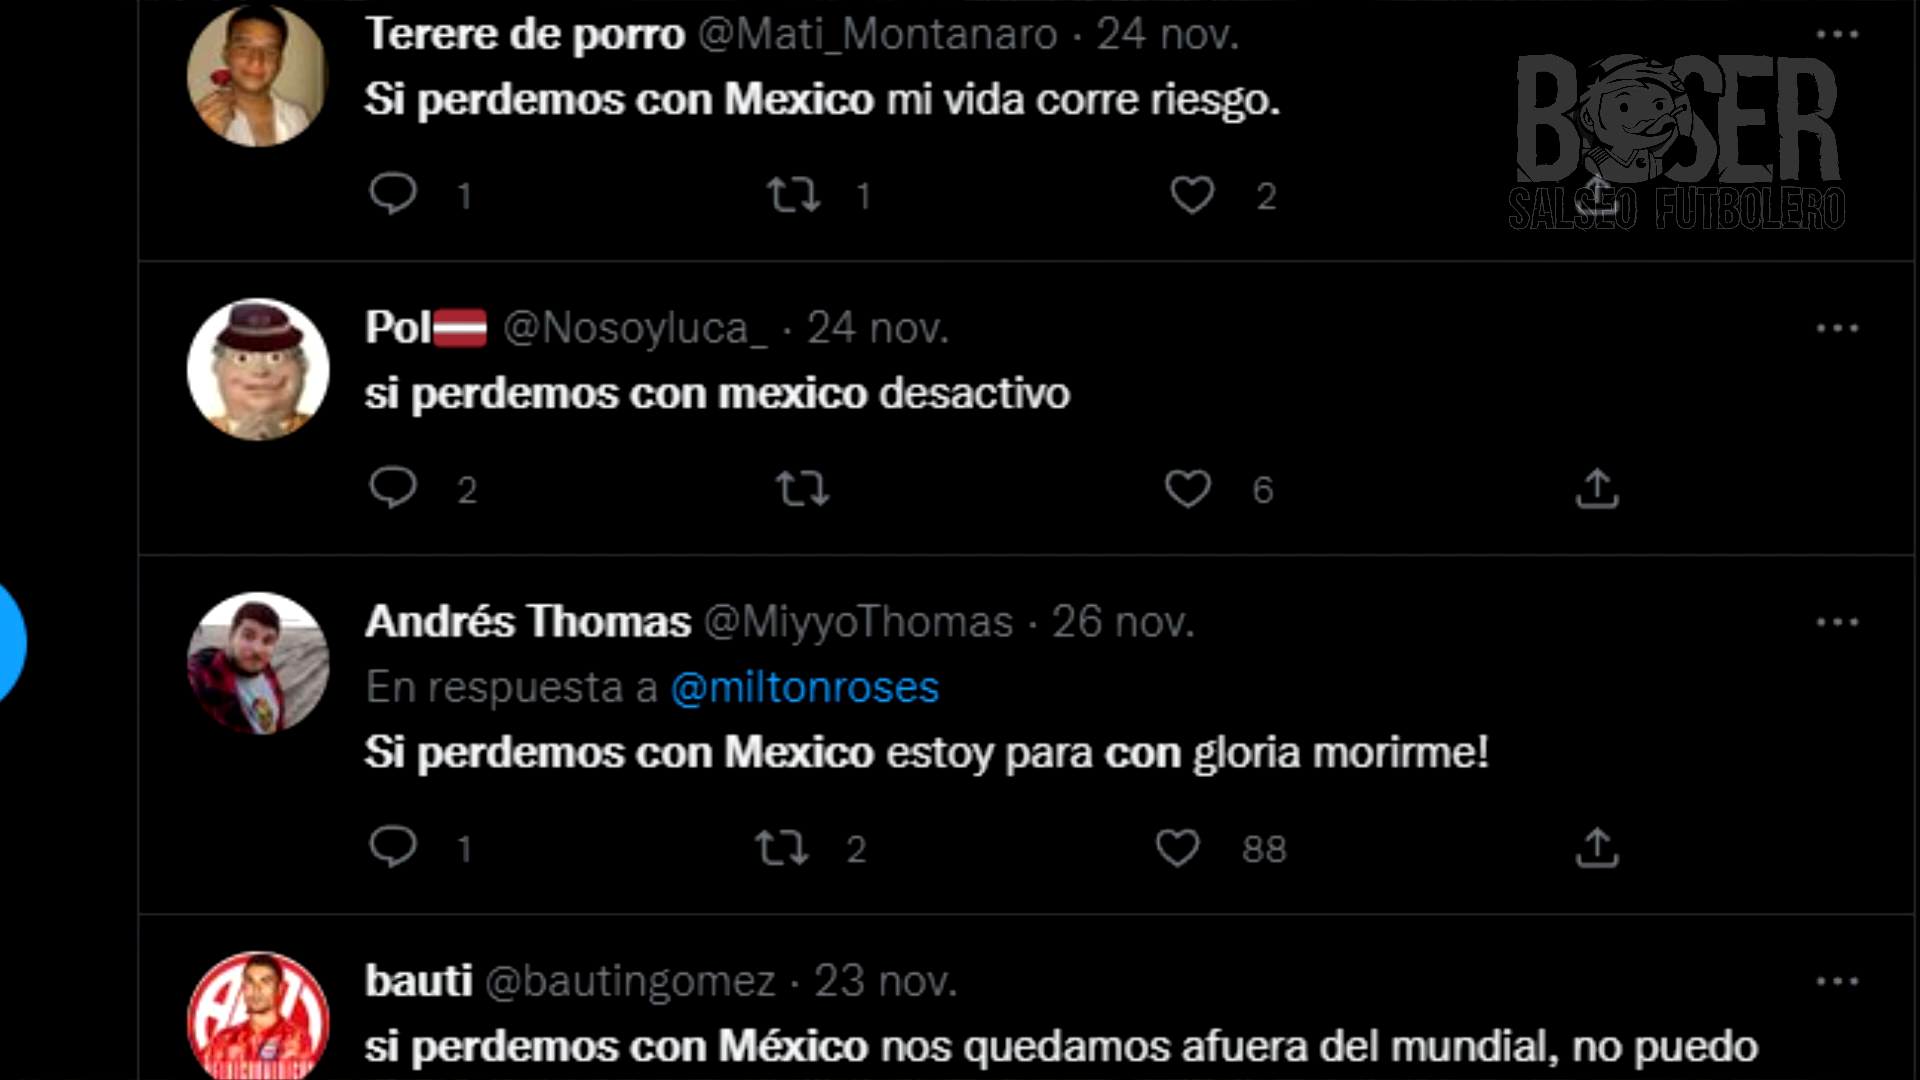 Terere de porro @Mati_Montanaro · 24 nov.
Si perdemos con Mexico mi vida corre riesgo.
1 1 2
BOSER
SALSEO FUTBOLERO
Pol @Nosoyluca_ · 24 nov.
si perdemos con mexico desactivo
2 6
Andrés Thomas @MiyyoThomas · 26 nov.
En respuesta a @miltonroses
Si perdemos con Mexico estoy para con gloria morirme!
1 2 88
bauti @bautingomez · 23 nov.
si perdemos con México nos quedamos afuera del mundial, no puedo